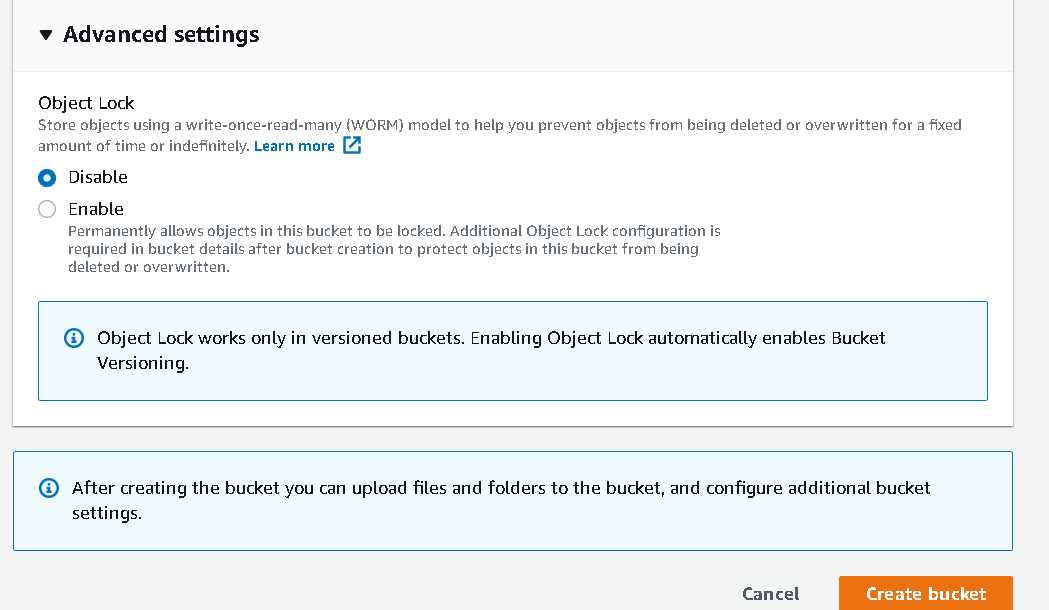 Advanced settings
Object Lock
Store objects using a write-once-read-many (WORM) model to help you prevent objects from being deleted or overwritten for a fixed
amount of time or indefinitely. Learn more
Disable
Enable
Permanently allows objects in this bucket to be locked. Additional Object Lock configuration is
required in bucket details after bucket creation to protect objects in this bucket from being
deleted or overwritten.
Object Lock works only in versioned buckets. Enabling Object Lock automatically enables Bucket
Versioning.
After creating the bucket you can upload files and folders to the bucket, and configure additional bucket
settings.
Cancel Create bucket